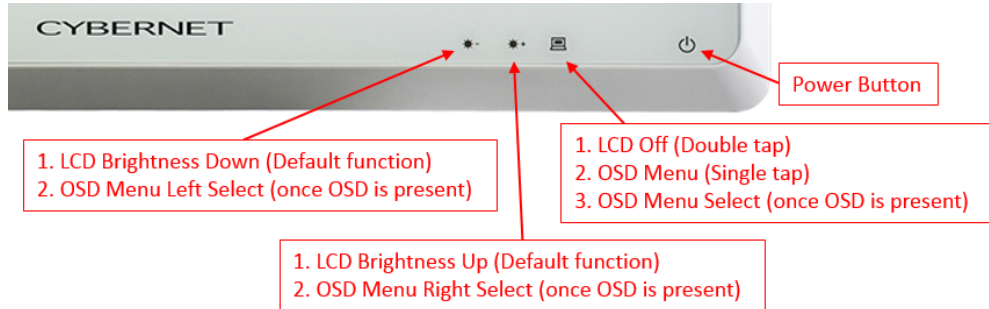 CYBERNET
Power Button
1. LCD Brightness Down (Default function)
2. OSD Menu Left Select (once OSD is present)
1. LCD Off (Double tap)
2. OSD Menu (Single tap)
3. OSD Menu Select (once OSD is present)
1. LCD Brightness Up (Default function)
2. OSD Menu Right Select (once OSD is present)